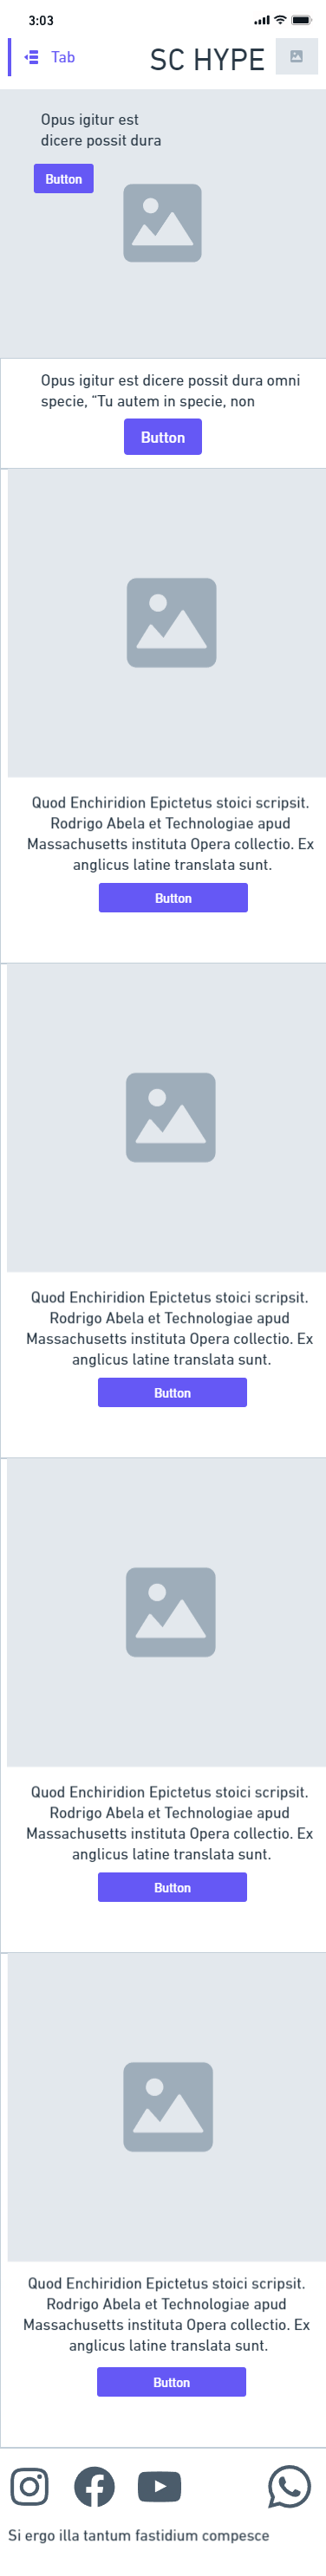 3:03
Tab
SC HYPE
Opus igitur est
dicere possit dura
Button
Opus igitur est dicere possit dura omni
specie, “Tu autem in specie, non
Button
Quod Enchiridion Epictetus stoici scripsit.
Rodrigo Abela et Technologiae apud
Massachusetts instituta Opera collectio. Ex
anglicus latine translata sunt.
Button
Quod Enchiridion Epictetus stoici scripsit.
Rodrigo Abela et Technologiae apud
Massachusetts instituta Opera collectio. Ex
anglicus latine translata sunt.
Button
Quod Enchiridion Epictetus stoici scripsit.
Rodrigo Abela et Technologiae apud
Massachusetts instituta Opera collectio. Ex
anglicus latine translata sunt.
Button
Quod Enchiridion Epictetus stoici scripsit.
Rodrigo Abela et Technologiae apud
Massachusetts instituta Opera collectio. Ex
anglicus latine translata sunt.
Button
Si ergo illa tantum fastidium compesce